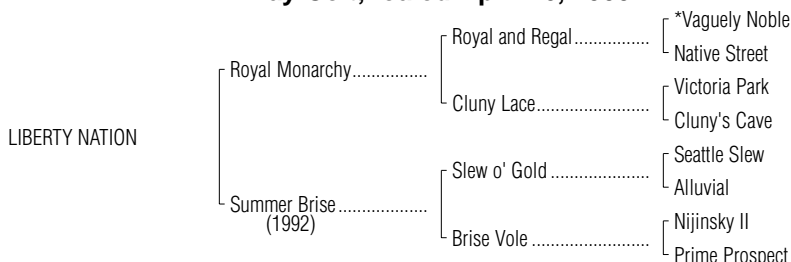 *Vaguely Noble
Royal and Regal................
Native Street
Royal Monarchy................
Victoria Park
Cluny Lace......................
Cluny's Cave
LIBERTY NATION
Seattle Slew
Slew o' Gold ...................
Alluvial
Summer Brise...................
(1992)
Nijinsky II
Brise Vole .......................
Prime Prospect